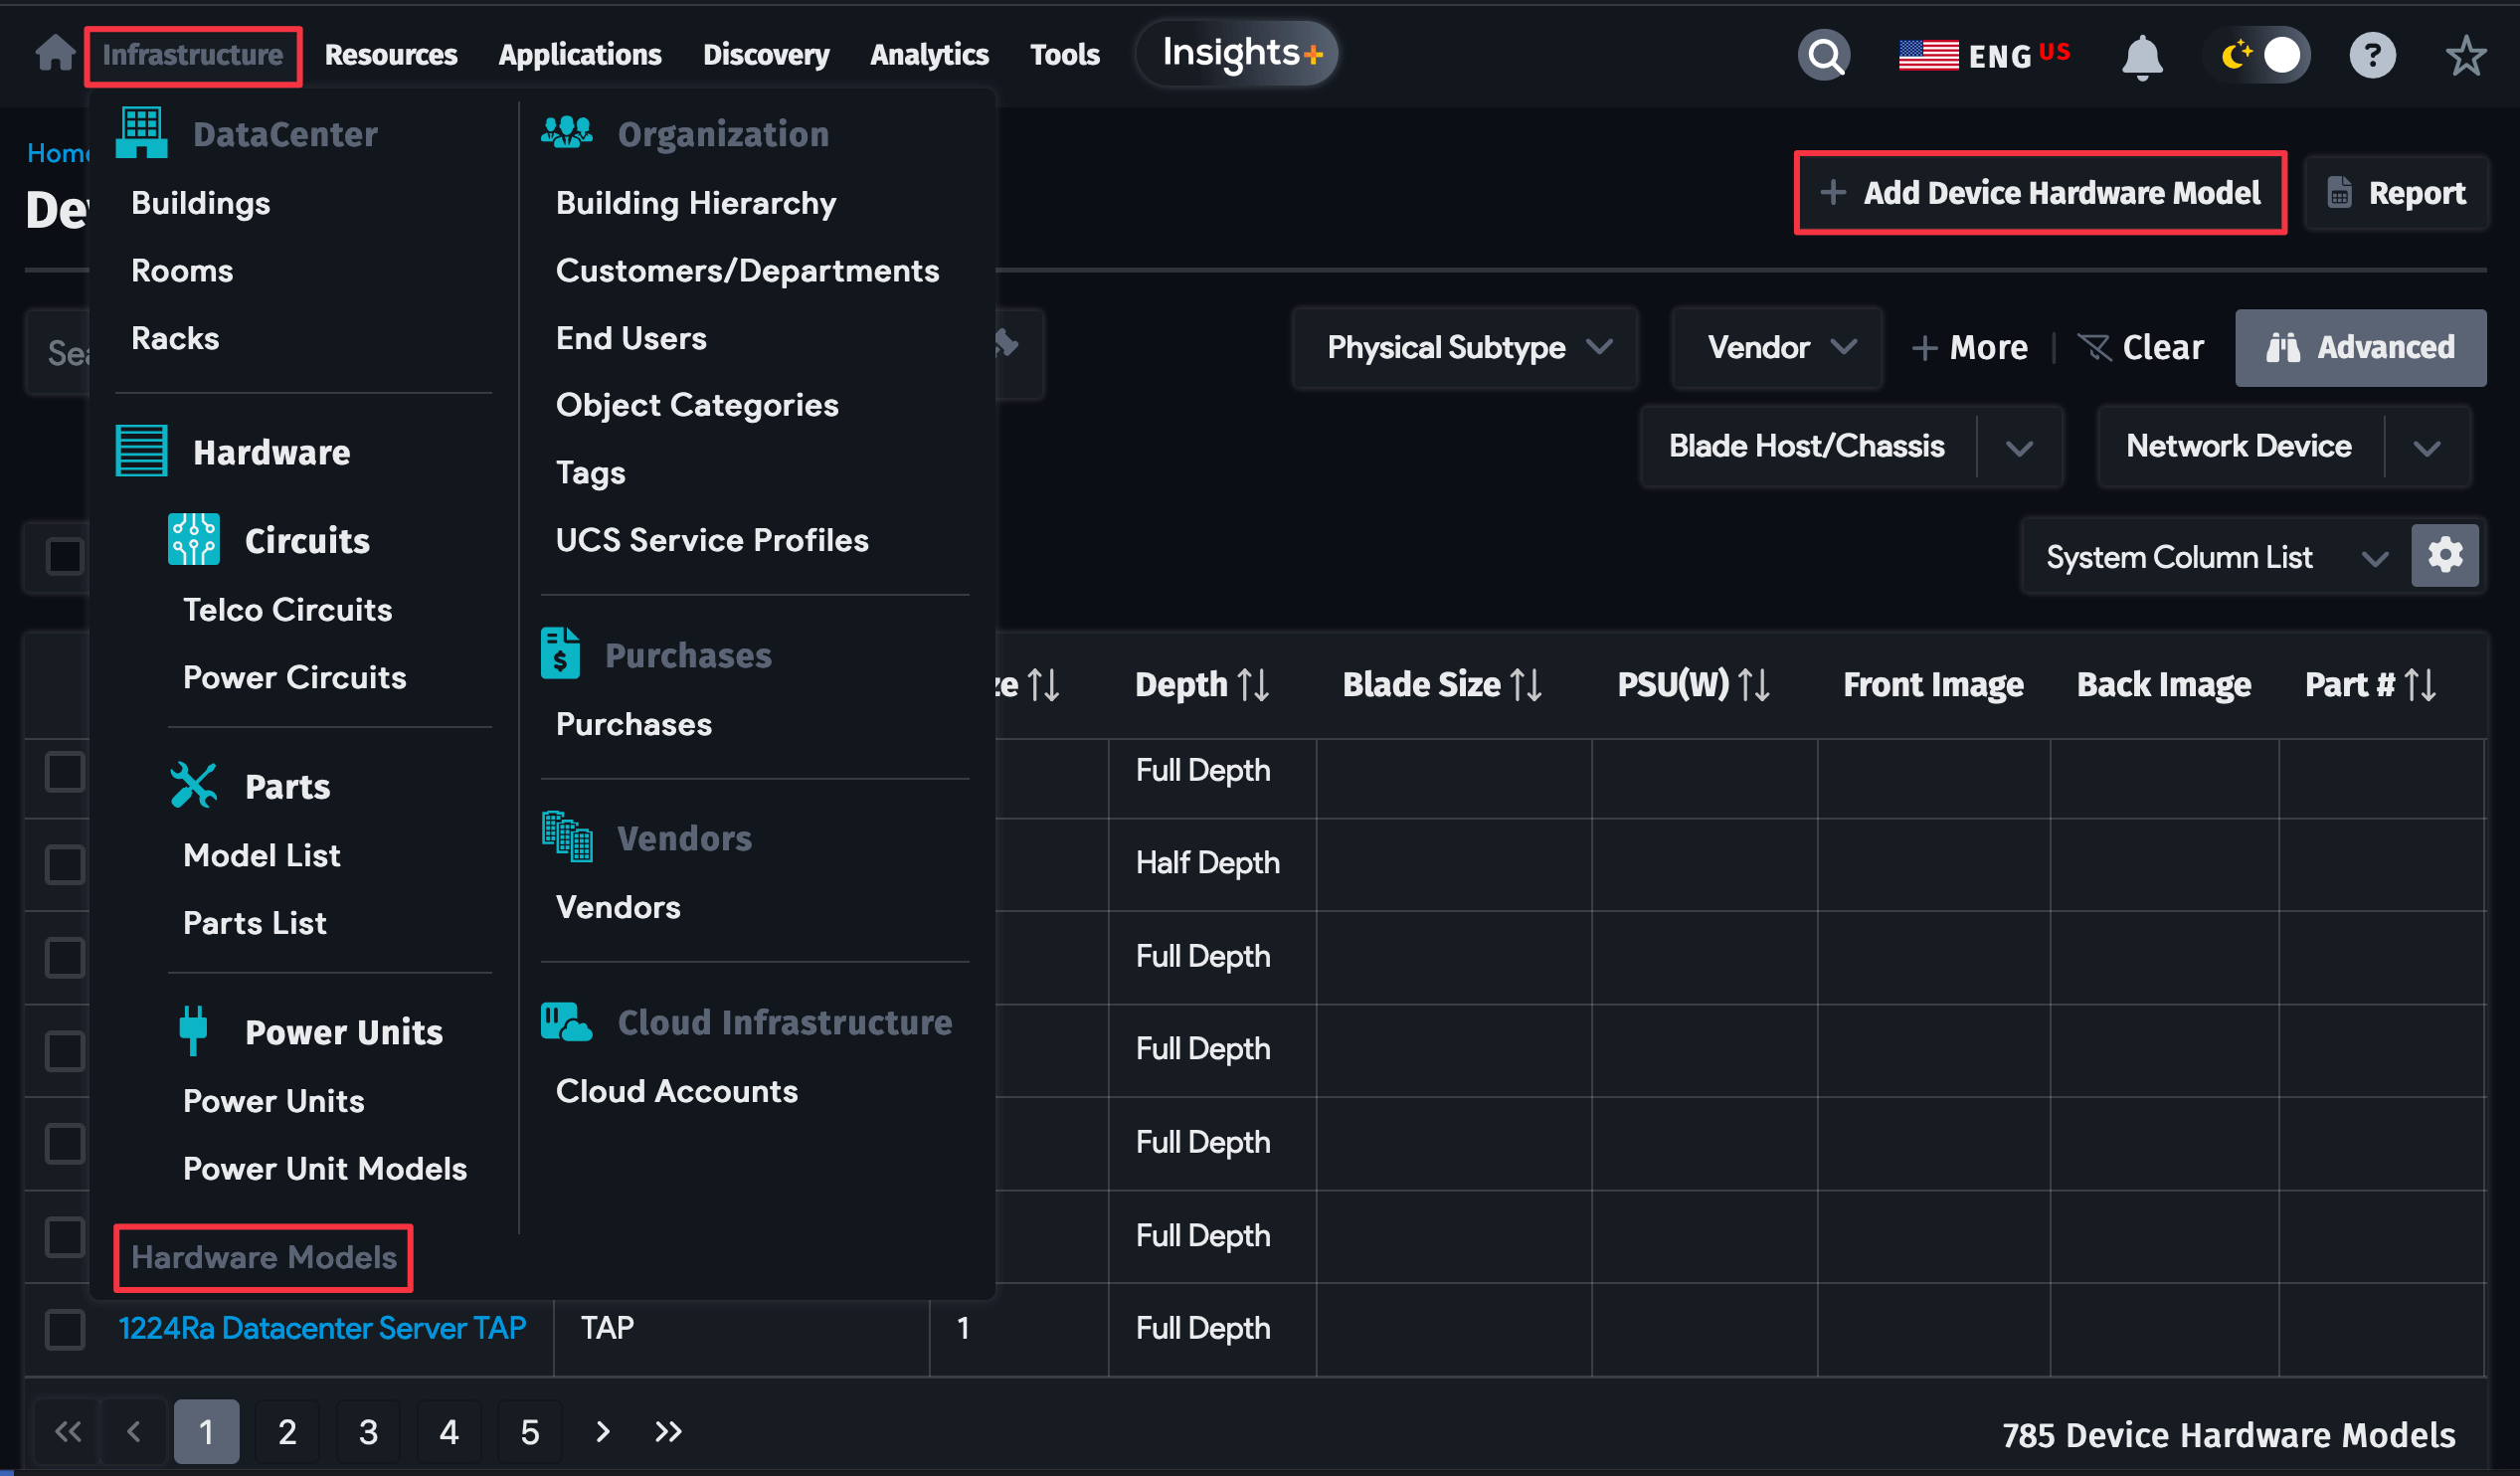 Infrastructure Resources Applications Discovery Analytics Tools Insights+ ENG US ?
DataCenter
Buildings
Rooms
Racks
Hardware
Circuits
Telco Circuits
Power Circuits
Parts
Model List
Parts List
Power Units
Power Units
Power Unit Models
Hardware Models
Organization
Building Hierarchy
Customers/Departments
End Users
Object Categories
Tags
UCS Service Profiles
Purchases
Purchases
Vendors
Vendors
Cloud Infrastructure
Cloud Accounts
Home
+ Add Device Hardware Model Report
Physical Subtype Vendor + More | Clear Advanced
Blade Host/Chassis Network Device
System Column List
Depth Blade Size PSU(W) Front Image Back Image Part #
Full Depth
Half Depth
Full Depth
Full Depth
Full Depth
Full Depth
1224Ra Datacenter Server TAP TAP 1 Full Depth
1 2 3 4 5
785 Device Hardware Models